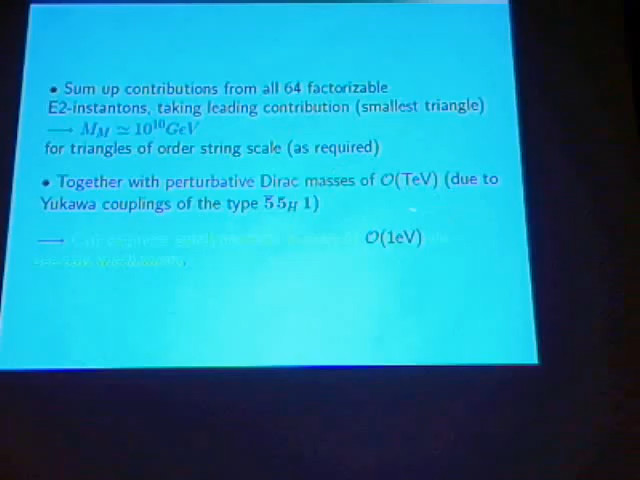 • Sum up contributions from all 64 factorizable
E2-instantons, taking leading contribution (smallest triangle)
⟶ M_M ≃ 10^10 GeV
for triangles of order string scale (as required)
• Together with perturbative Dirac masses of O(TeV) (due to
Yukawa couplings of the type 5̄ 5_H 1)
⟶ O(1eV)